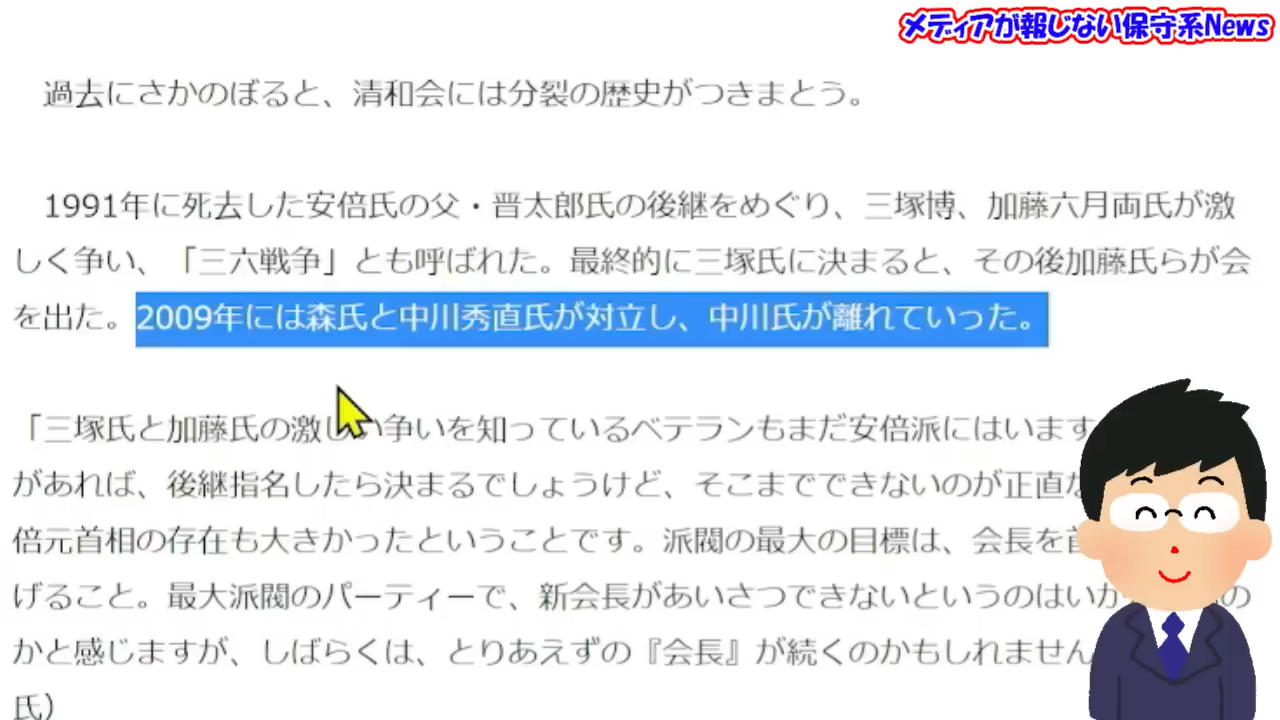 メディアが報じない保守系News
過去にさかのぼると、清和会には分裂の歴史がつきまとう。
1991年に死去した安倍氏の父・晋太郎氏の後継をめぐり、三塚博、加藤六月両氏が激
しく争い、「三六戦争」とも呼ばれた。最終的に三塚氏に決まると、その後加藤氏らが会
を出た。2009年には森氏と中川秀直氏が対立し、中川氏が離れていった。
「三塚氏と加藤氏の激しい争いを知っているベテランもまだ安倍派にはいます
があれば、後継指名したら決まるでしょうけど、そこまでできないのが正直な
倍元首相の存在も大きかったということです。派閥の最大の目標は、会長を首
げること。最大派閥のパーティーで、新会長があいさつできないというのはいか の
かと感じますが、しばらくは、とりあえずの『会長』が続くのかもしれません
氏）